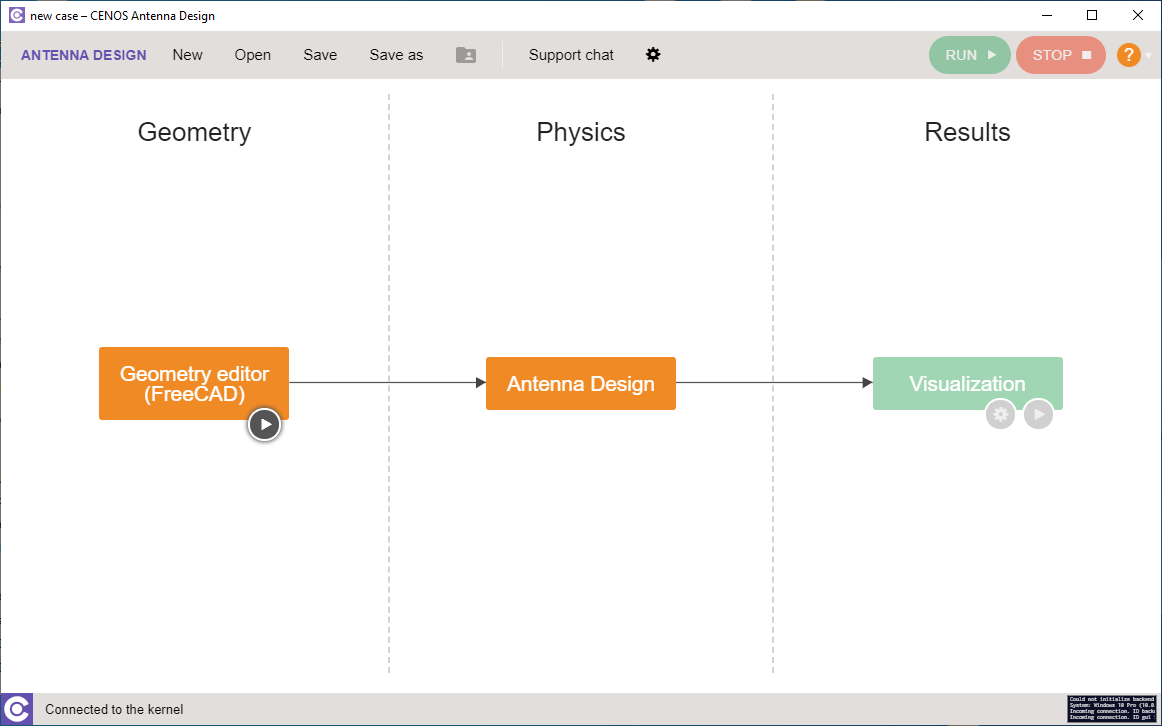 new case – CENOS Antenna Design
ANTENNA DESIGN New Open Save Save as Support chat RUN STOP ?
Geometry Physics Results
Geometry editor
(FreeCAD)
Antenna Design
Visualization
Connected to the kernel
Could not initialize backend
System: Windows 10 Pro (10.0
Incoming connection. ID back
Incoming connection. ID gui